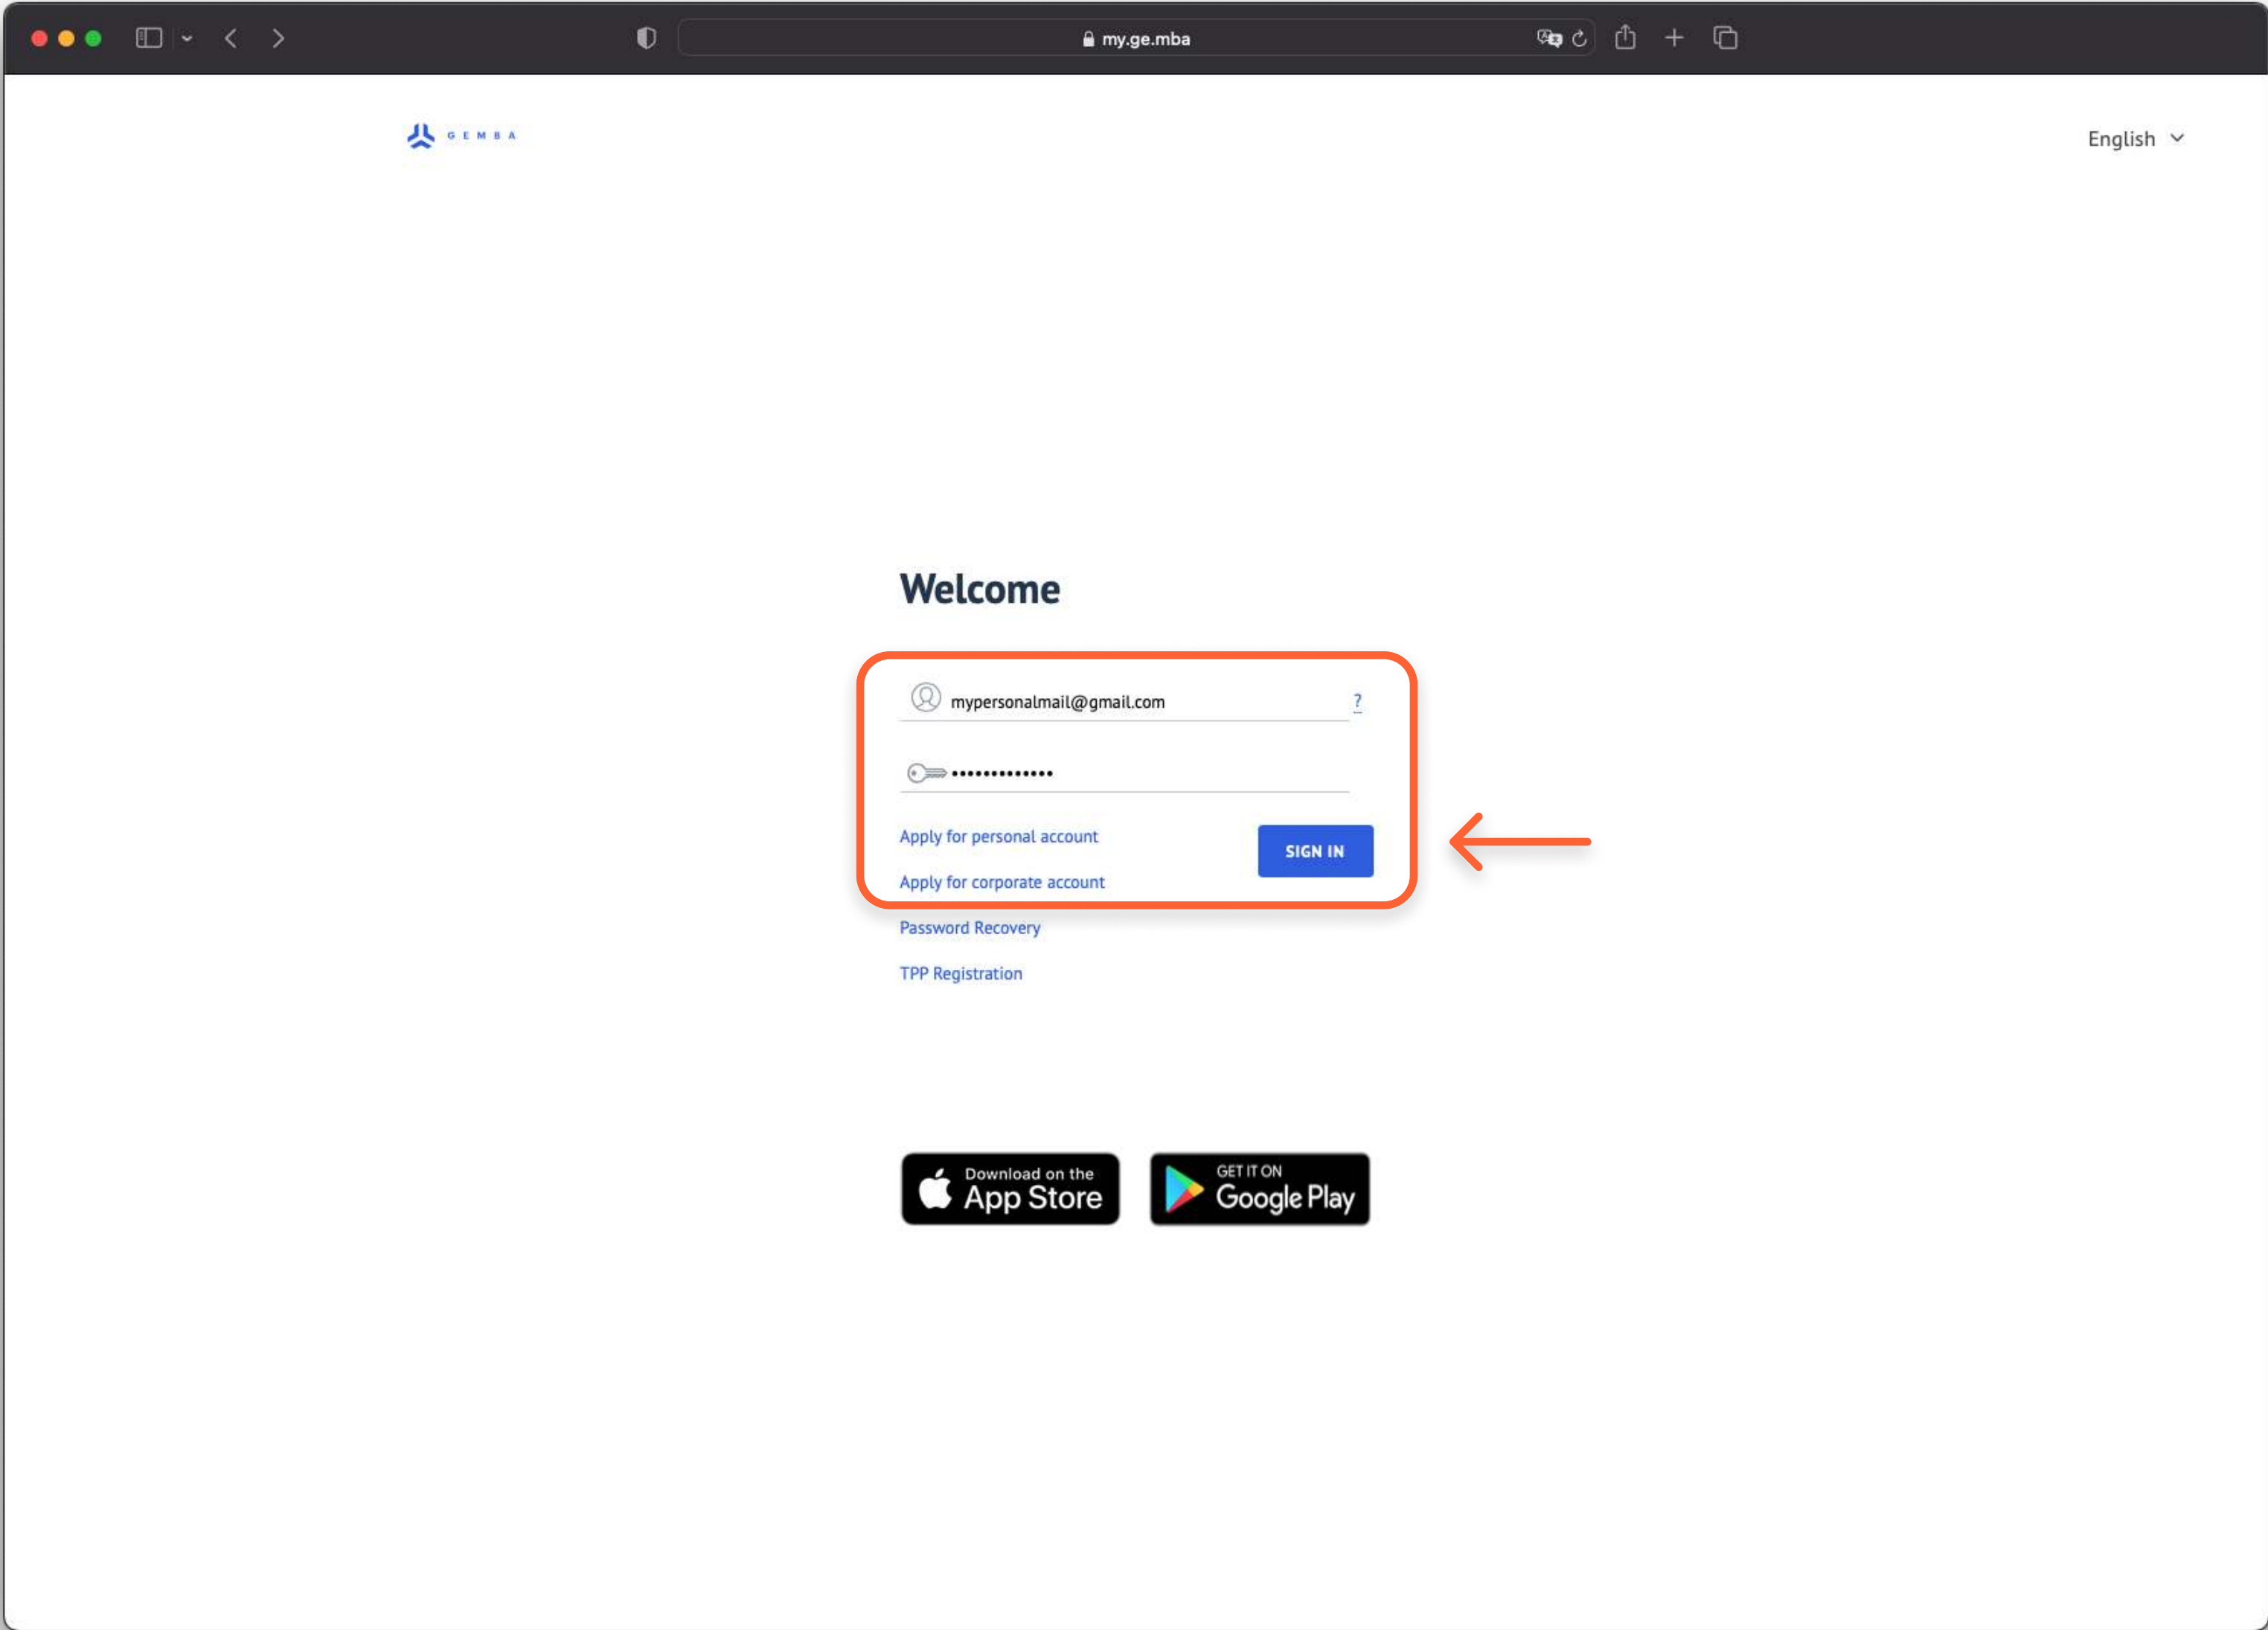 my.ge.mba
GEMBA
English
Welcome
mypersonalmail@gmail.com
?
•••••••••••••
Apply for personal account
SIGN IN
Apply for corporate account
Password Recovery
TPP Registration
Download on the
App Store
GET IT ON
Google Play